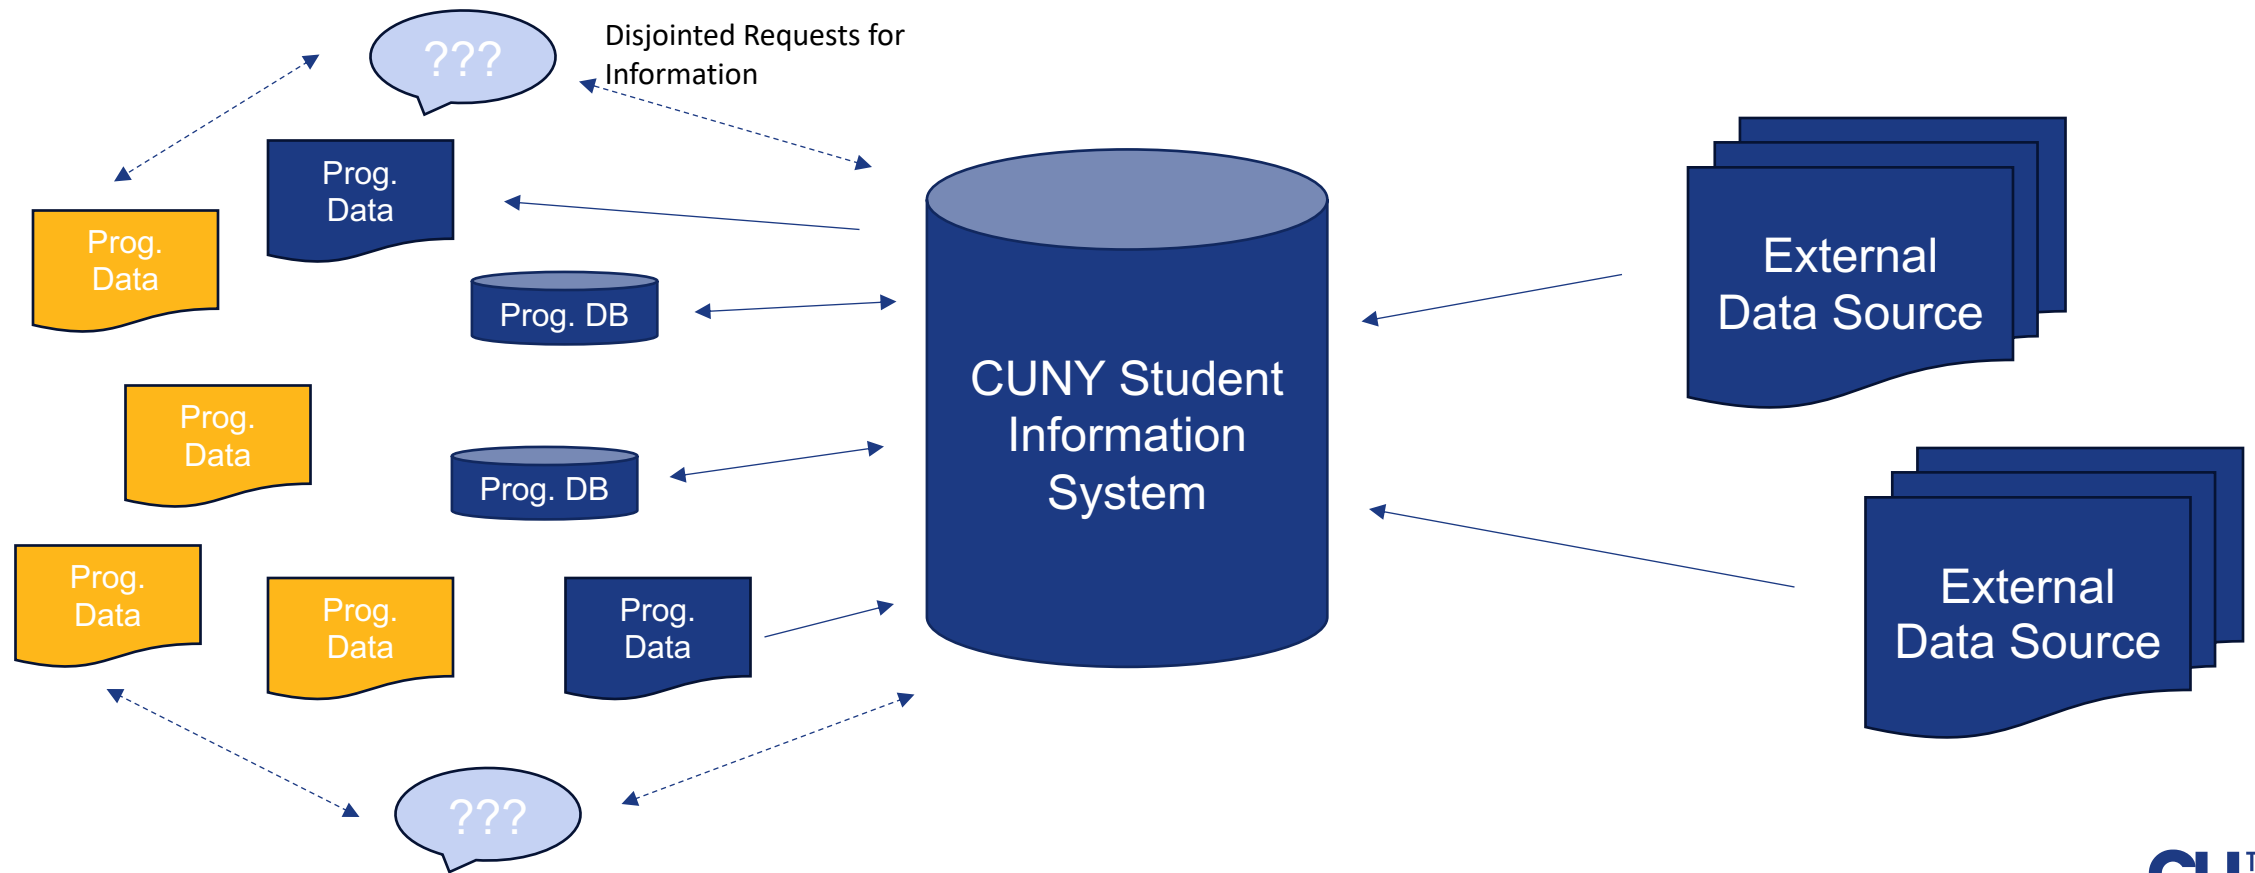 ???
Disjointed Requests for
Information
Prog.
Data
Prog.
Data
Prog. DB
Prog.
Data
Prog. DB
Prog.
Data
Prog.
Data
Prog.
Data
???
CUNY Student
Information
System
External
Data Source
External
Data Source